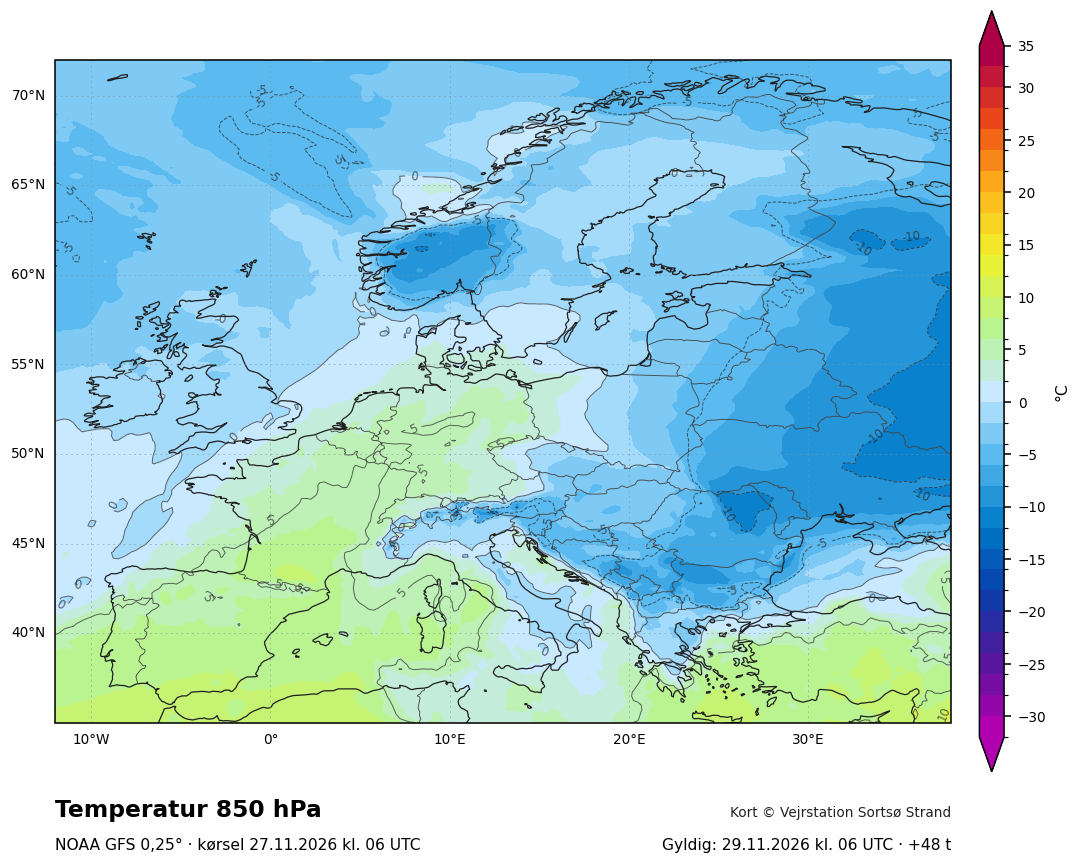 70°N
65°N
60°N
55°N
50°N
45°N
40°N
10°W
0°
10°E
20°E
30°E
35
30
25
20
15
10
5
0
−5
−10
−15
−20
−25
−30
°C
Temperatur 850 hPa
Kort © Vejrstation Sortsø Strand
NOAA GFS 0,25° · kørsel 27.11.2026 kl. 06 UTC
Gyldig: 29.11.2026 kl. 06 UTC · +48 t